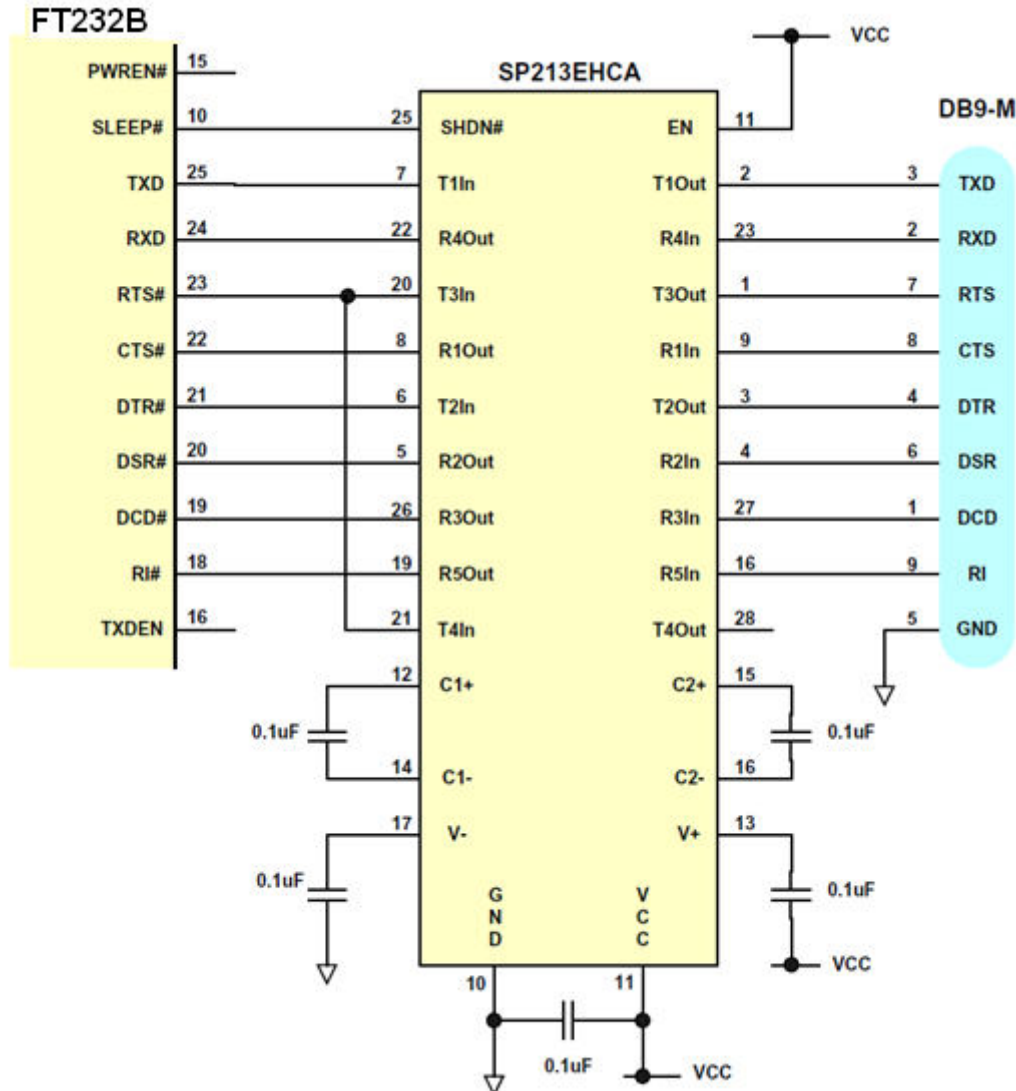 FT232B
VCC
PWREN# 15
SP213EHCA
DB9-M
SLEEP# 10 25 SHDN# EN 11
TXD 25 7 T1In T1Out 2 3 TXD
RXD 24 22 R4Out R4In 23 2 RXD
RTS# 23 20 T3In T3Out 1 7 RTS
CTS# 22 8 R1Out R1In 9 8 CTS
DTR# 21 6 T2In T2Out 3 4 DTR
DSR# 20 5 R2Out R2In 4 6 DSR
DCD# 19 26 R3Out R3In 27 1 DCD
RI# 18 19 R5Out R5In 16 9 RI
TXDEN 16 21 T4In T4Out 28 5 GND
12 C1+ C2+ 15
0.1uF 0.1uF
14 C1- C2- 16
17 V- V+ 13
0.1uF 0.1uF
G V
N C
D C
VCC
10 11
0.1uF VCC